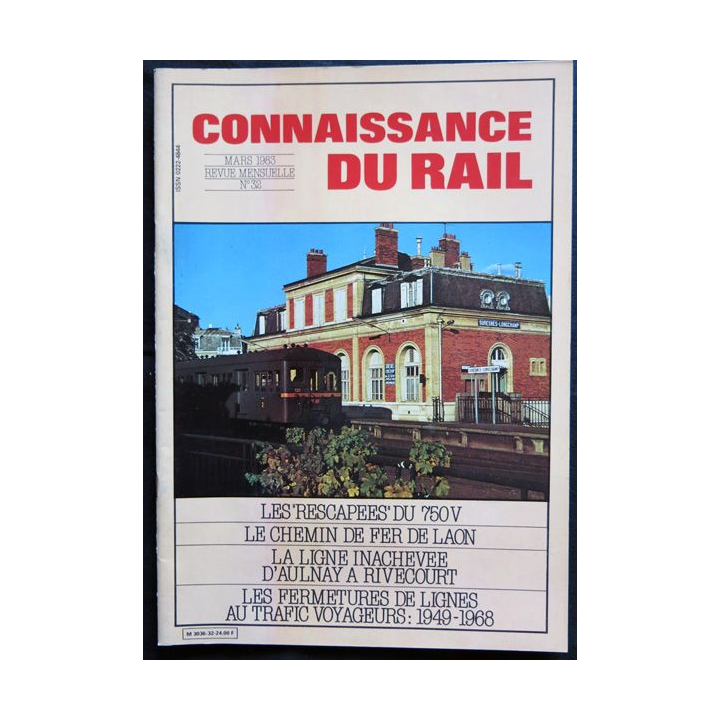 CONNAISSANCE
DU RAIL
MARS 1983
REVUE MENSUELLE
N° 32
ISSN 0222-4844
SURESNES-LONGCHAMP
LES 'RESCAPEES' DU 750V
LE CHEMIN DE FER DE LAON
LA LIGNE INACHEVEE
D'AULNAY A RIVECOURT
LES FERMETURES DE LIGNES
AU TRAFIC VOYAGEURS: 1949-1968
M 3036-32-24.00 F